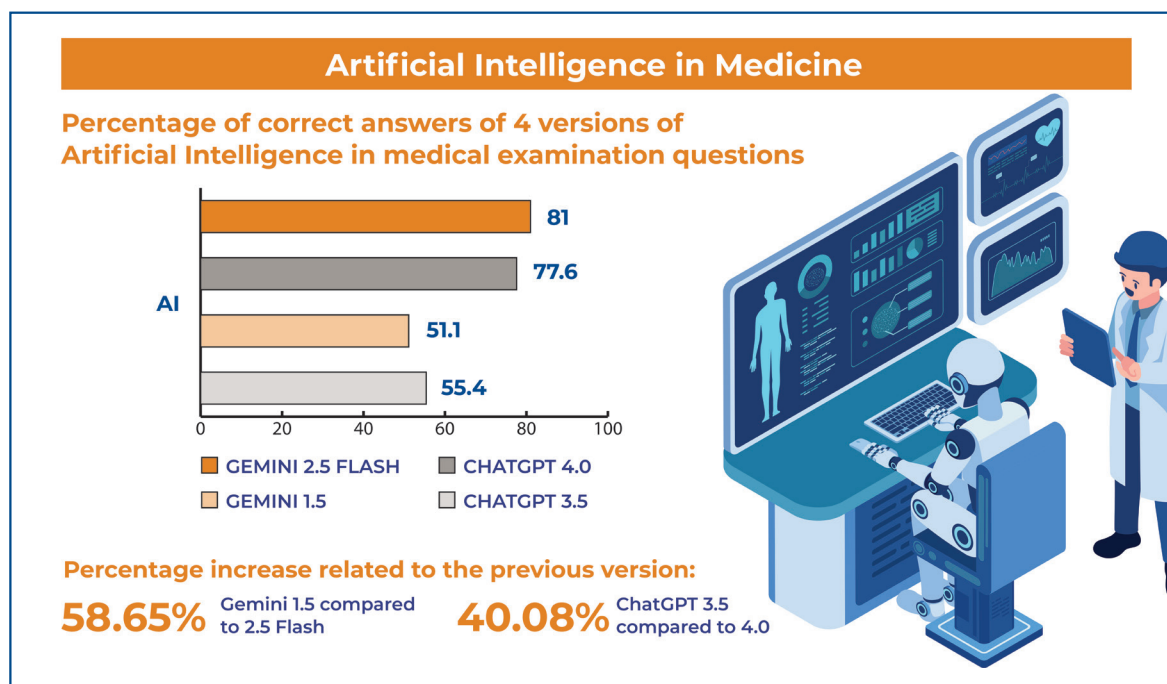 Artificial Intelligence in Medicine
Percentage of correct answers of 4 versions of
Artificial Intelligence in medical examination questions
81
77.6
AI
51.1
55.4
0 20 40 60 80 100
GEMINI 2.5 FLASH CHATGPT 4.0
GEMINI 1.5 CHATGPT 3.5
Percentage increase related to the previous version:
58.65% Gemini 1.5 compared
to 2.5 Flash
40.08% ChatGPT 3.5
compared to 4.0